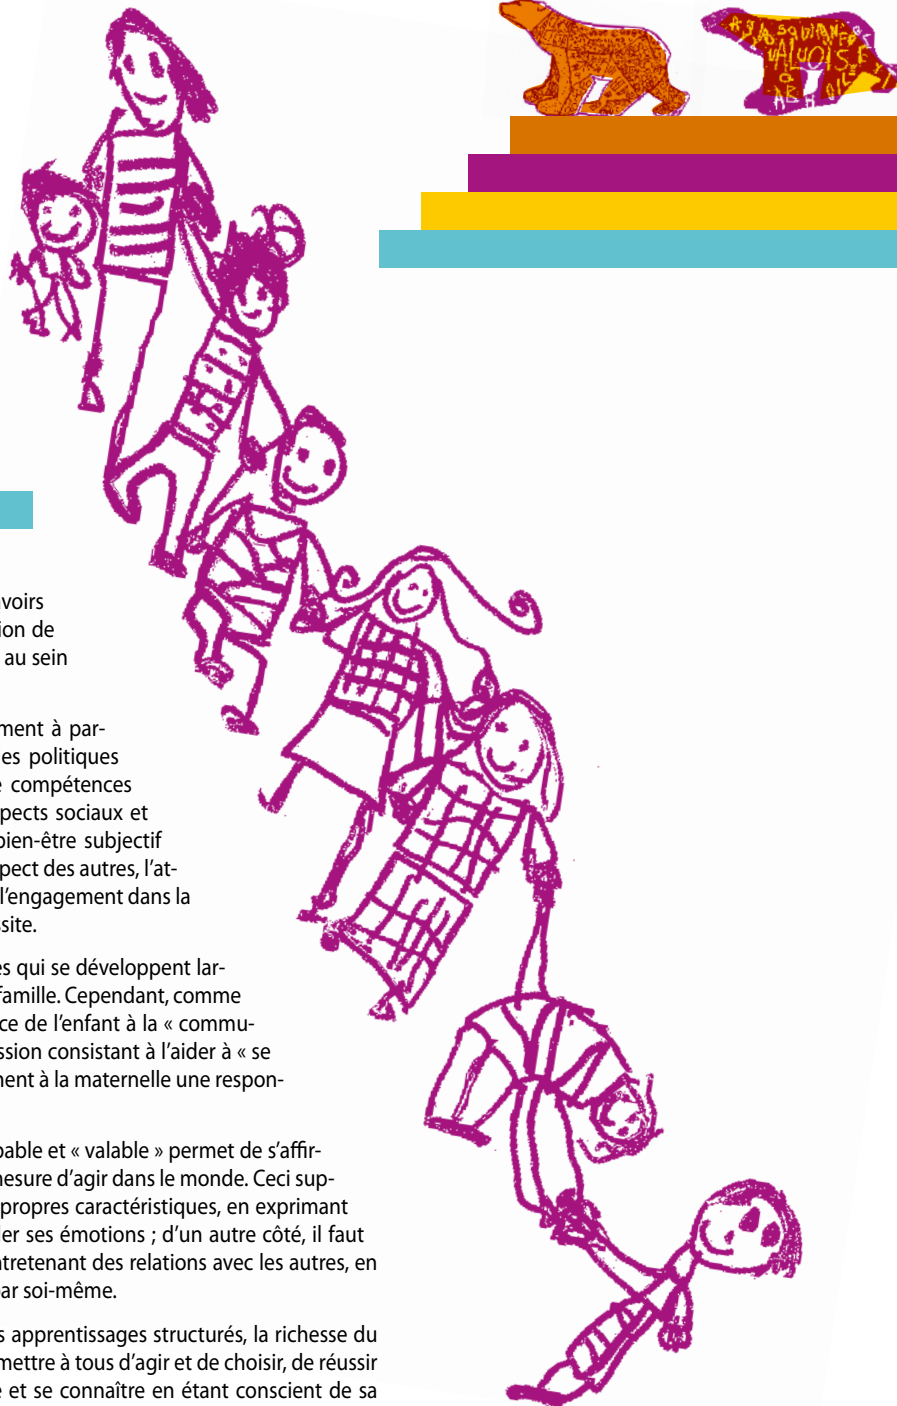 VALUOIS
voirs
ion de
au sein
ment à par-
es politiques
compétences
pects sociaux et
bien-être subjectif
pect des autres, l’at-
l’engagement dans la
ssite.
es qui se développent lar-
famille. Cependant, comme
ce de l’enfant à la « commu-
ssion consistant à l’aider à « se
nent à la maternelle une respon-
pable et « valable » permet de s’affir-
mesure d’agir dans le monde. Ceci sup-
propres caractéristiques, en exprimant
ler ses émotions ; d’un autre côté, il faut
ntretenant des relations avec les autres, en
par soi-même.
s apprentissages structurés, la richesse du
mettre à tous d’agir et de choisir, de réussir
e et se connaître en étant conscient de sa